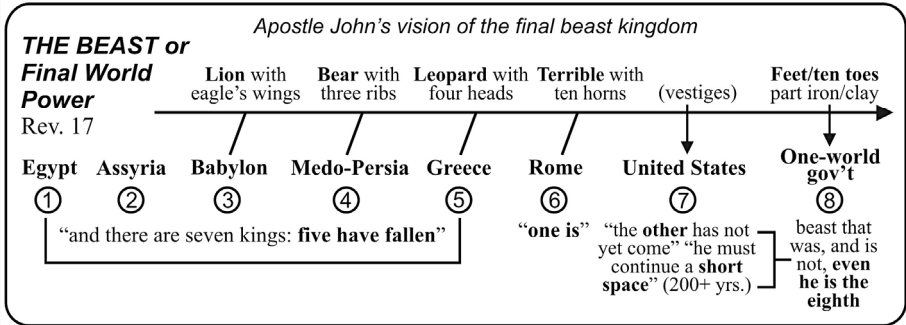 Apostle John's vision of the final beast kingdom
THE BEAST or
Final World
Power
Rev. 17
Lion with
eagle's wings
Bear with
three ribs
Leopard with
four heads
Terrible with
ten horns
(vestiges)
Feet/ten toes
part iron/clay
Egypt
Assyria
Babylon
Medo-Persia
Greece
Rome
United States
One-world
gov't
1
2
3
4
5
6
7
8
“and there are seven kings: five have fallen”
“one is”
“the other has not
yet come” “he must
continue a short
space” (200+ yrs.)
beast that
was, and is
not, even
he is the
eighth